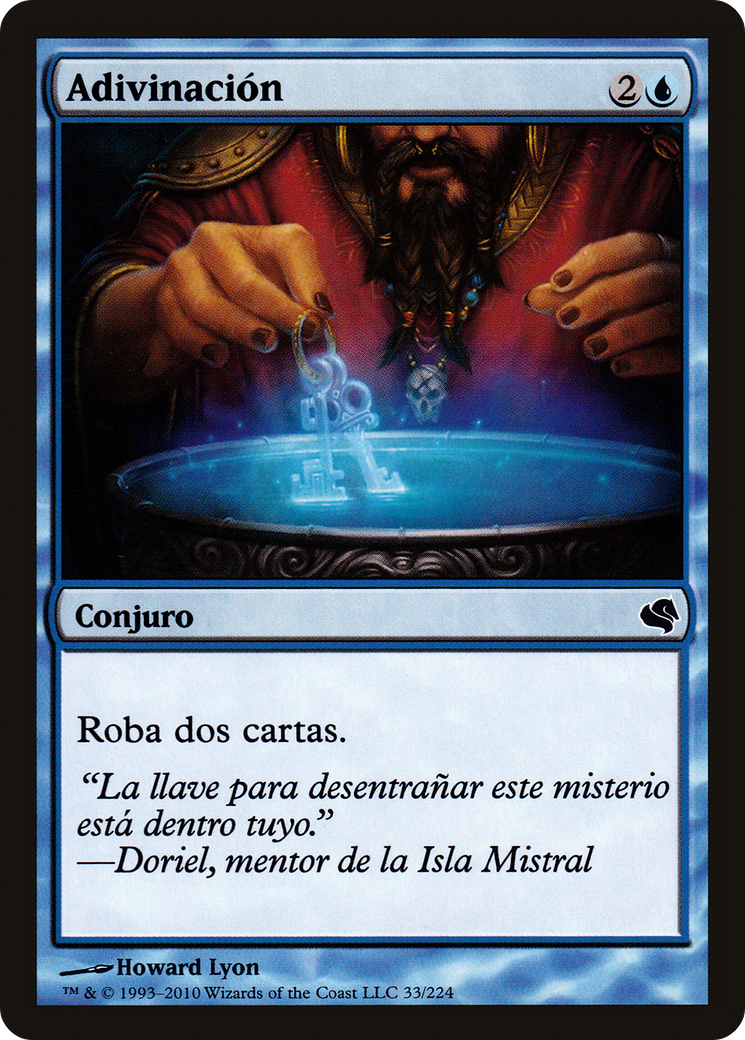 Adivinación 2
Conjuro
Roba dos cartas.
“La llave para desentrañar este misterio
está dentro tuyo.”
—Doriel, mentor de la Isla Mistral
Howard Lyon
™ & © 1993–2010 Wizards of the Coast LLC 33/224